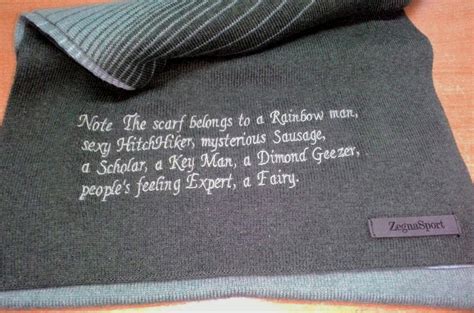 Note The scarf belongs to a Rainbow man,
sexy HitchHiker, mysterious Sausage,
a Scholar, a Key Man, a Dimond Geezer,
people's feeling Expert, a Fairy.
ZegnaSport